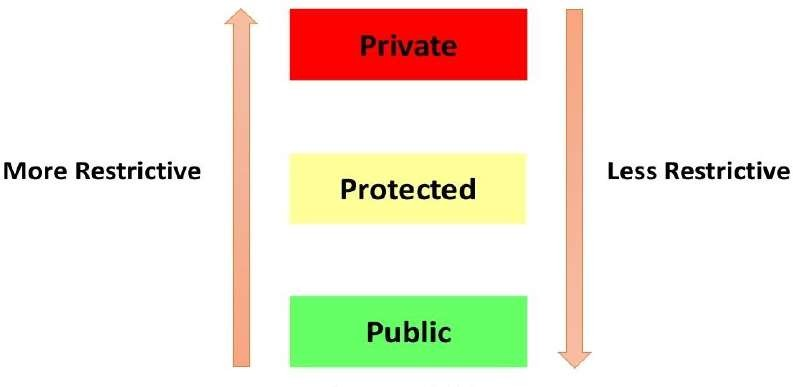 Private
More Restrictive
Protected
Less Restrictive
Public